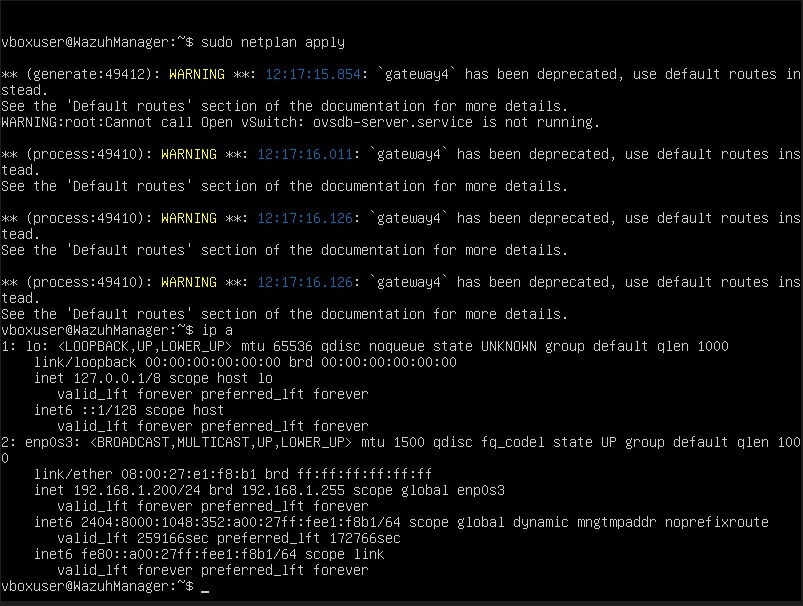 vboxuser@WazuhManager:~$ sudo netplan apply
** (generate:49412): WARNING **: 12:17:15.854: `gateway4` has been deprecated, use default routes in
stead.
See the 'Default routes' section of the documentation for more details.
WARNING:root:Cannot call Open vSwitch: ovsdb-server.service is not running.
** (process:49410): WARNING **: 12:17:16.011: `gateway4` has been deprecated, use default routes ins
tead.
See the 'Default routes' section of the documentation for more details.
** (process:49410): WARNING **: 12:17:16.126: `gateway4` has been deprecated, use default routes ins
tead.
See the 'Default routes' section of the documentation for more details.
** (process:49410): WARNING **: 12:17:16.126: `gateway4` has been deprecated, use default routes ins
tead.
See the 'Default routes' section of the documentation for more details.
vboxuser@WazuhManager:~$ ip a
1: lo: <LOOPBACK,UP,LOWER_UP> mtu 65536 qdisc noqueue state UNKNOWN group default qlen 1000
    link/loopback 00:00:00:00:00:00 brd 00:00:00:00:00:00
    inet 127.0.0.1/8 scope host lo
       valid_lft forever preferred_lft forever
    inet6 ::1/128 scope host
       valid_lft forever preferred_lft forever
2: enp0s3: <BROADCAST,MULTICAST,UP,LOWER_UP> mtu 1500 qdisc fq_codel state UP group default qlen 100
0
    link/ether 08:00:27:e1:f8:b1 brd ff:ff:ff:ff:ff:ff
    inet 192.168.1.200/24 brd 192.168.1.255 scope global enp0s3
       valid_lft forever preferred_lft forever
    inet6 2404:8000:1048:352:a00:27ff:fee1:f8b1/64 scope global dynamic mngtmpaddr noprefixroute
       valid_lft 259166sec preferred_lft 172766sec
    inet6 fe80::a00:27ff:fee1:f8b1/64 scope link
       valid_lft forever preferred_lft forever
vboxuser@WazuhManager:~$ _